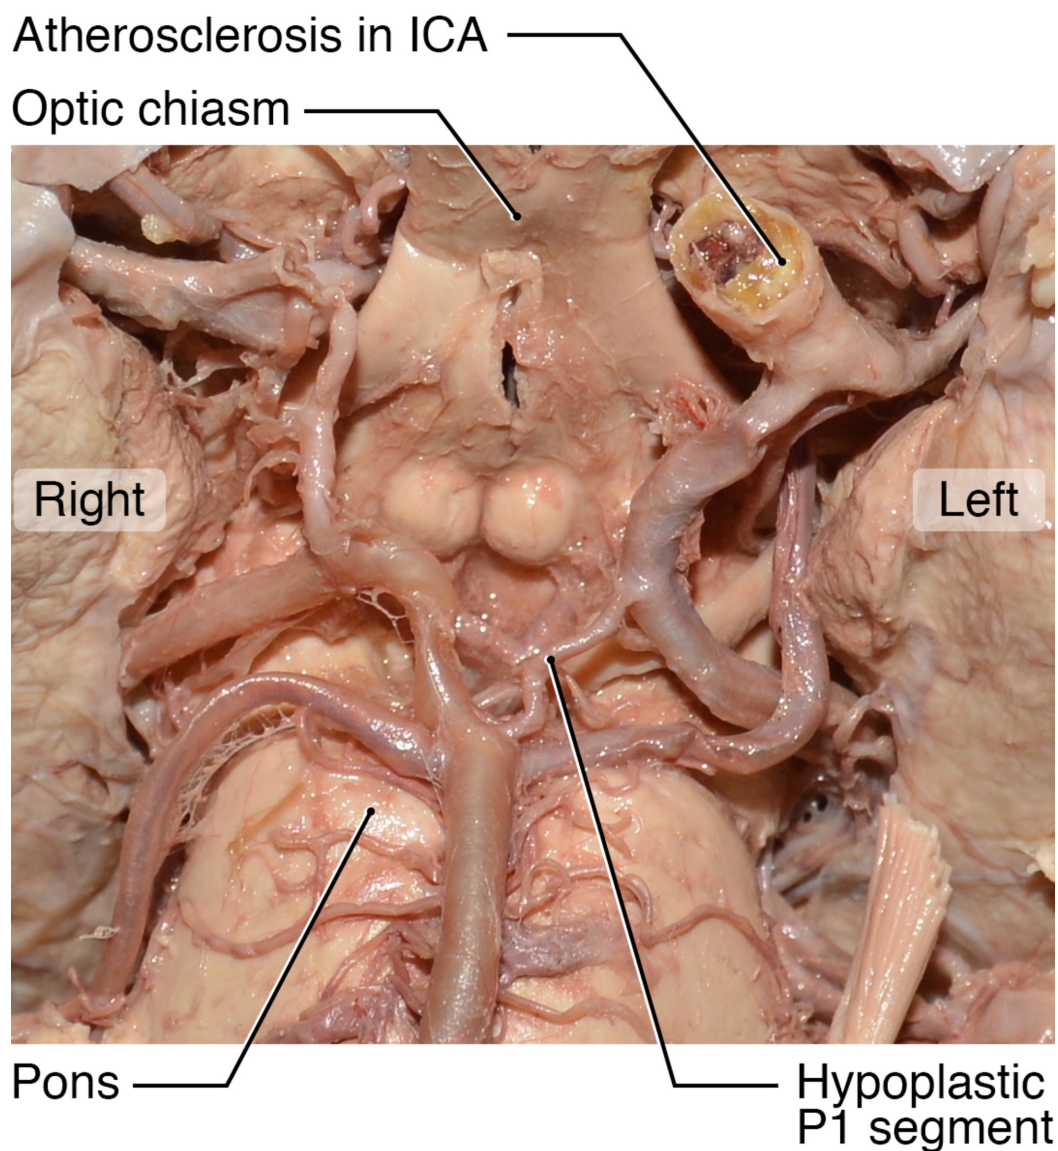 Atherosclerosis in ICA
Optic chiasm
Right
Left
Pons
Hypoplastic
P1 segment